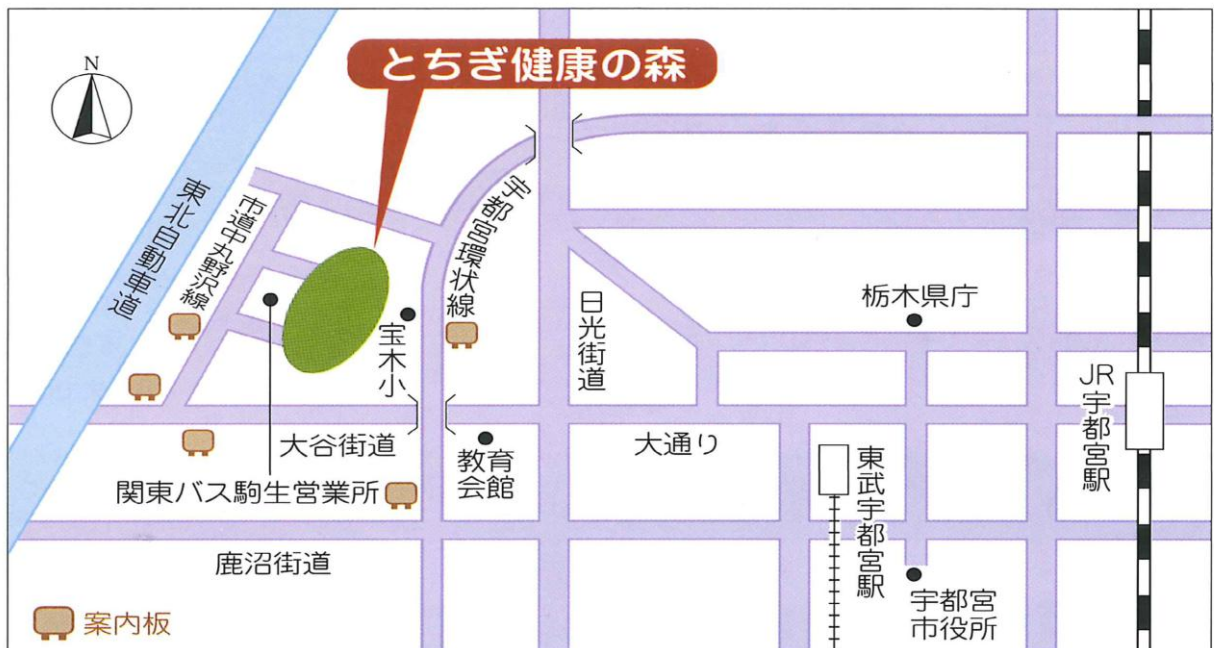 とちぎ健康の森
N
東北自動車道
市道中丸野沢線
宇都宮環状線
宝木小
日光街道
栃木県庁
JR宇都宮駅
大谷街道
教育
会館
大通り
東武宇都宮駅
関東バス駒生営業所
鹿沼街道
宇都宮
市役所
案内板